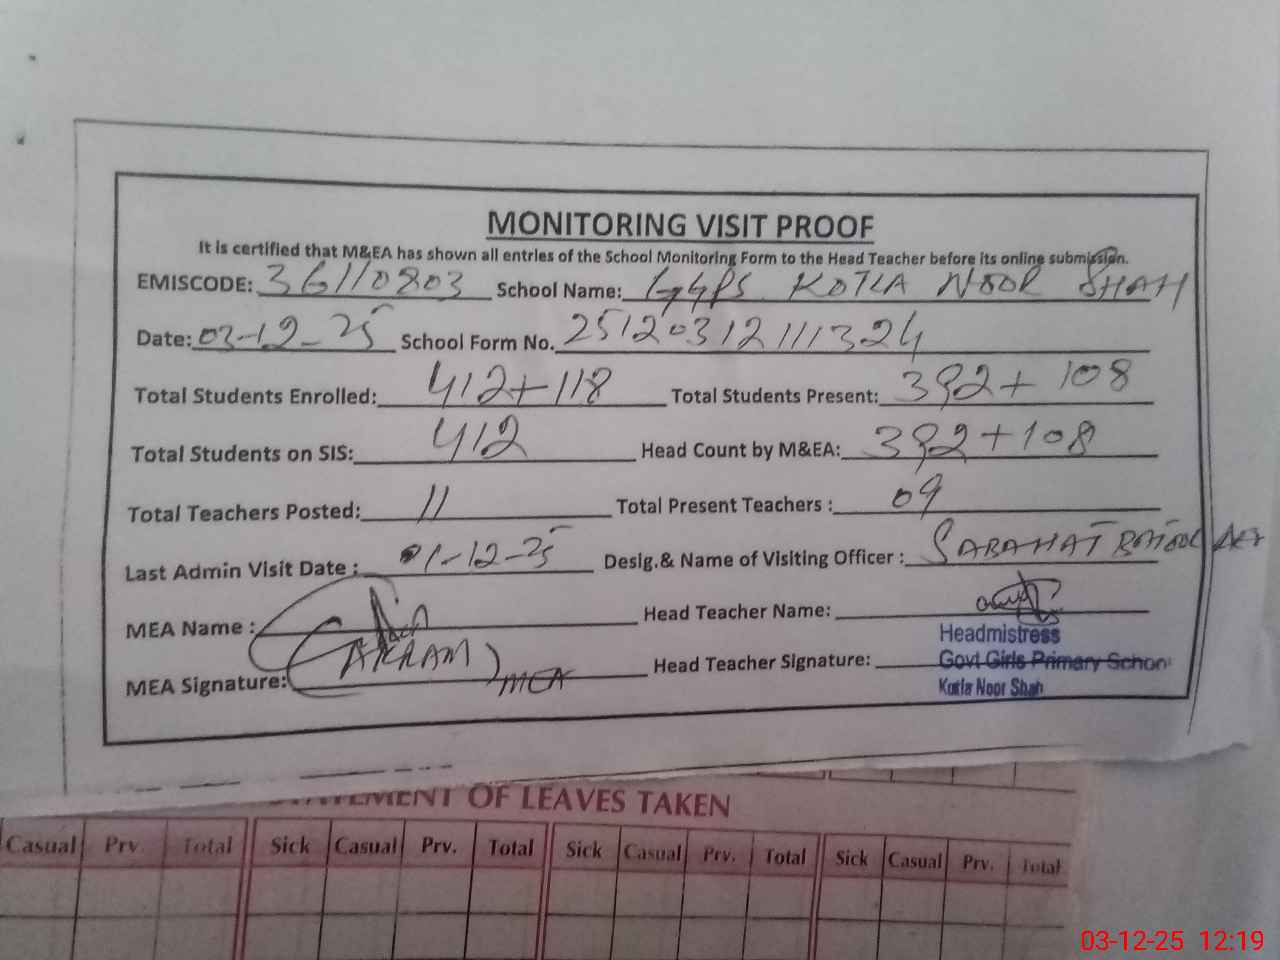 MONITORING VISIT PROOF
It is certified that M&EA has shown all entries of the School Monitoring Form to the Head Teacher before its online submission.
EMISCODE: 36110803 School Name: GGPS KOTLA NOOR SHAH
Date: 03-12-25 School Form No. 25120312111324
Total Students Enrolled: 412+118 Total Students Present: 392+108
Total Students on SIS: 412 Head Count by M&EA: 392+108
Total Teachers Posted: 11 Total Present Teachers : 09
Last Admin Visit Date : 01-12-25 Desig.& Name of Visiting Officer : SABAHAT BATOOL
MEA Name : Head Teacher Name:
Headmistress
MEA Signature: (AKRAM) MEA Head Teacher Signature: Govt Girls Primary School
Kotla Noor Shah
STATEMENT OF LEAVES TAKEN
Casual Prv. Total Sick Casual Prv. Total Sick Casual Prv. Total Sick Casual Prv. Total
03-12-25 12:19